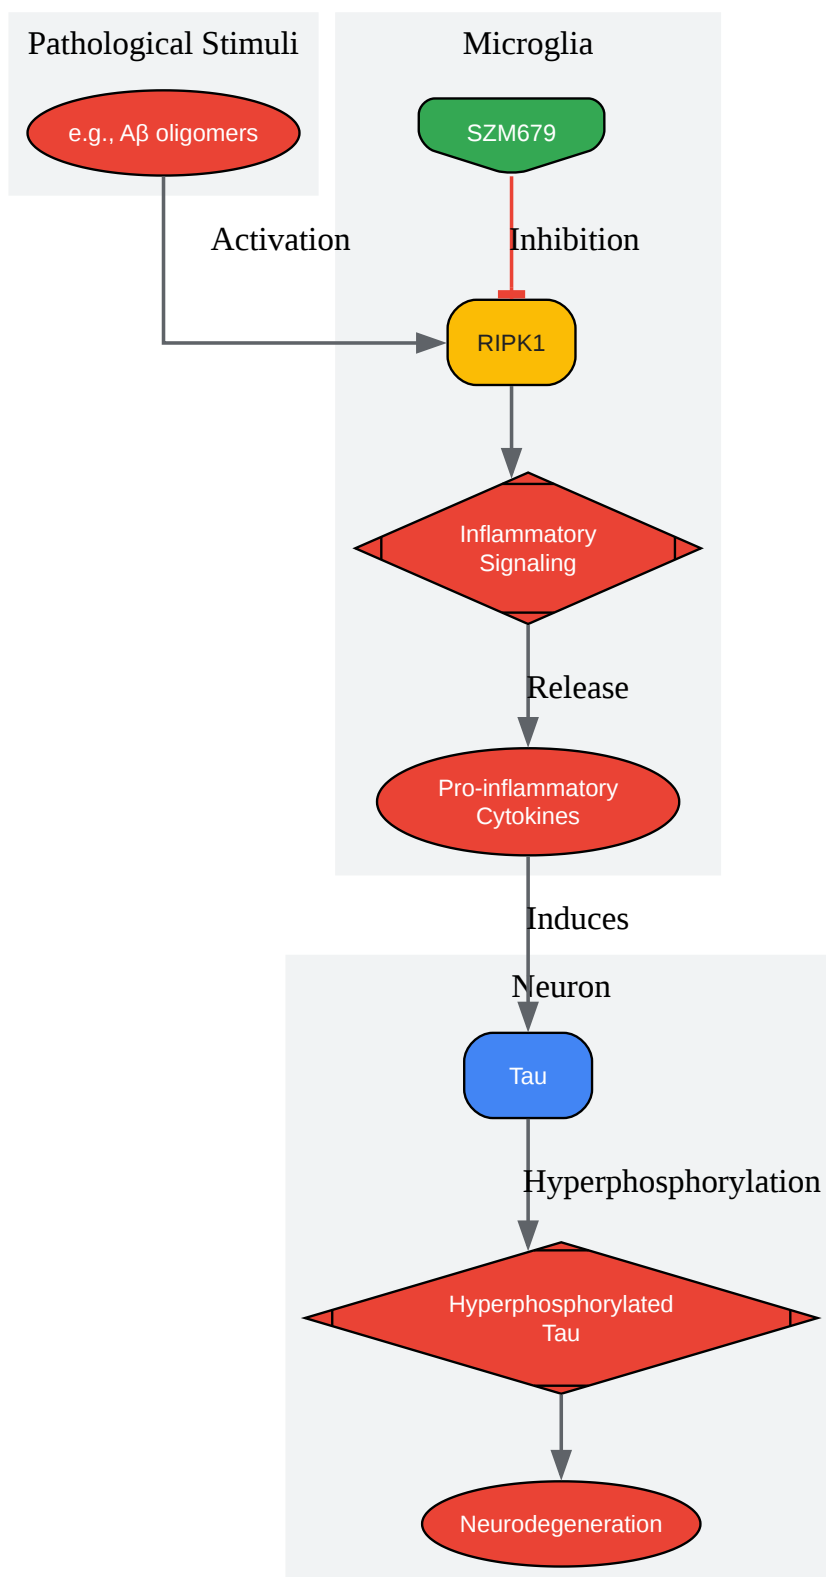 Pathological Stimuli
Microglia
e.g., Aβ oligomers
SZM679
Activation
Inhibition
RIPK1
Inflammatory
Signaling
Release
Pro-inflammatory
Cytokines
Induces
Neuron
Tau
Hyperphosphorylation
Hyperphosphorylated
Tau
Neurodegeneration